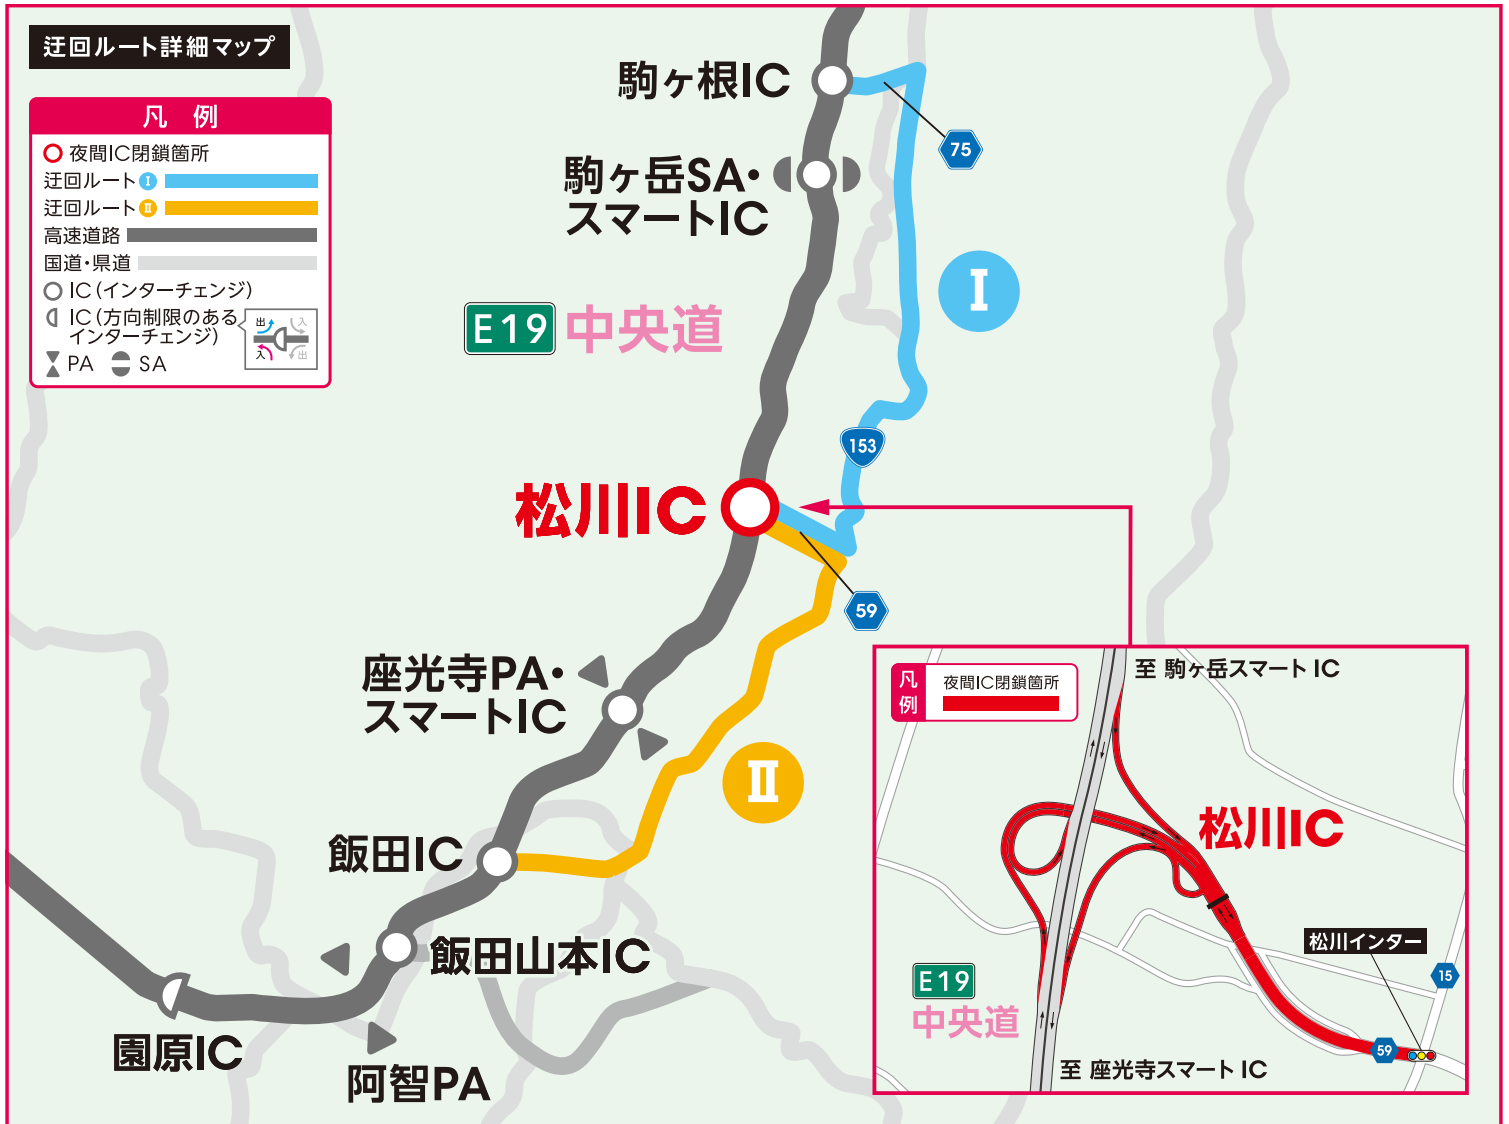 迂回ルート詳細マップ
凡 例
夜間IC閉鎖箇所
迂回ルートⅠ
迂回ルートⅡ
高速道路
国道・県道
IC(インターチェンジ)
IC(方向制限のある
インターチェンジ)
出
入
入
出
PA
SA
駒ヶ根IC
75
駒ヶ岳SA・
スマートIC
Ⅰ
E19 中央道
153
松川IC
59
座光寺PA・
スマートIC
Ⅱ
飯田IC
飯田山本IC
園原IC
阿智PA
凡例
夜間IC閉鎖箇所
至 駒ヶ岳スマートIC
松川IC
松川インター
E19
中央道
15
59
至 座光寺スマートIC